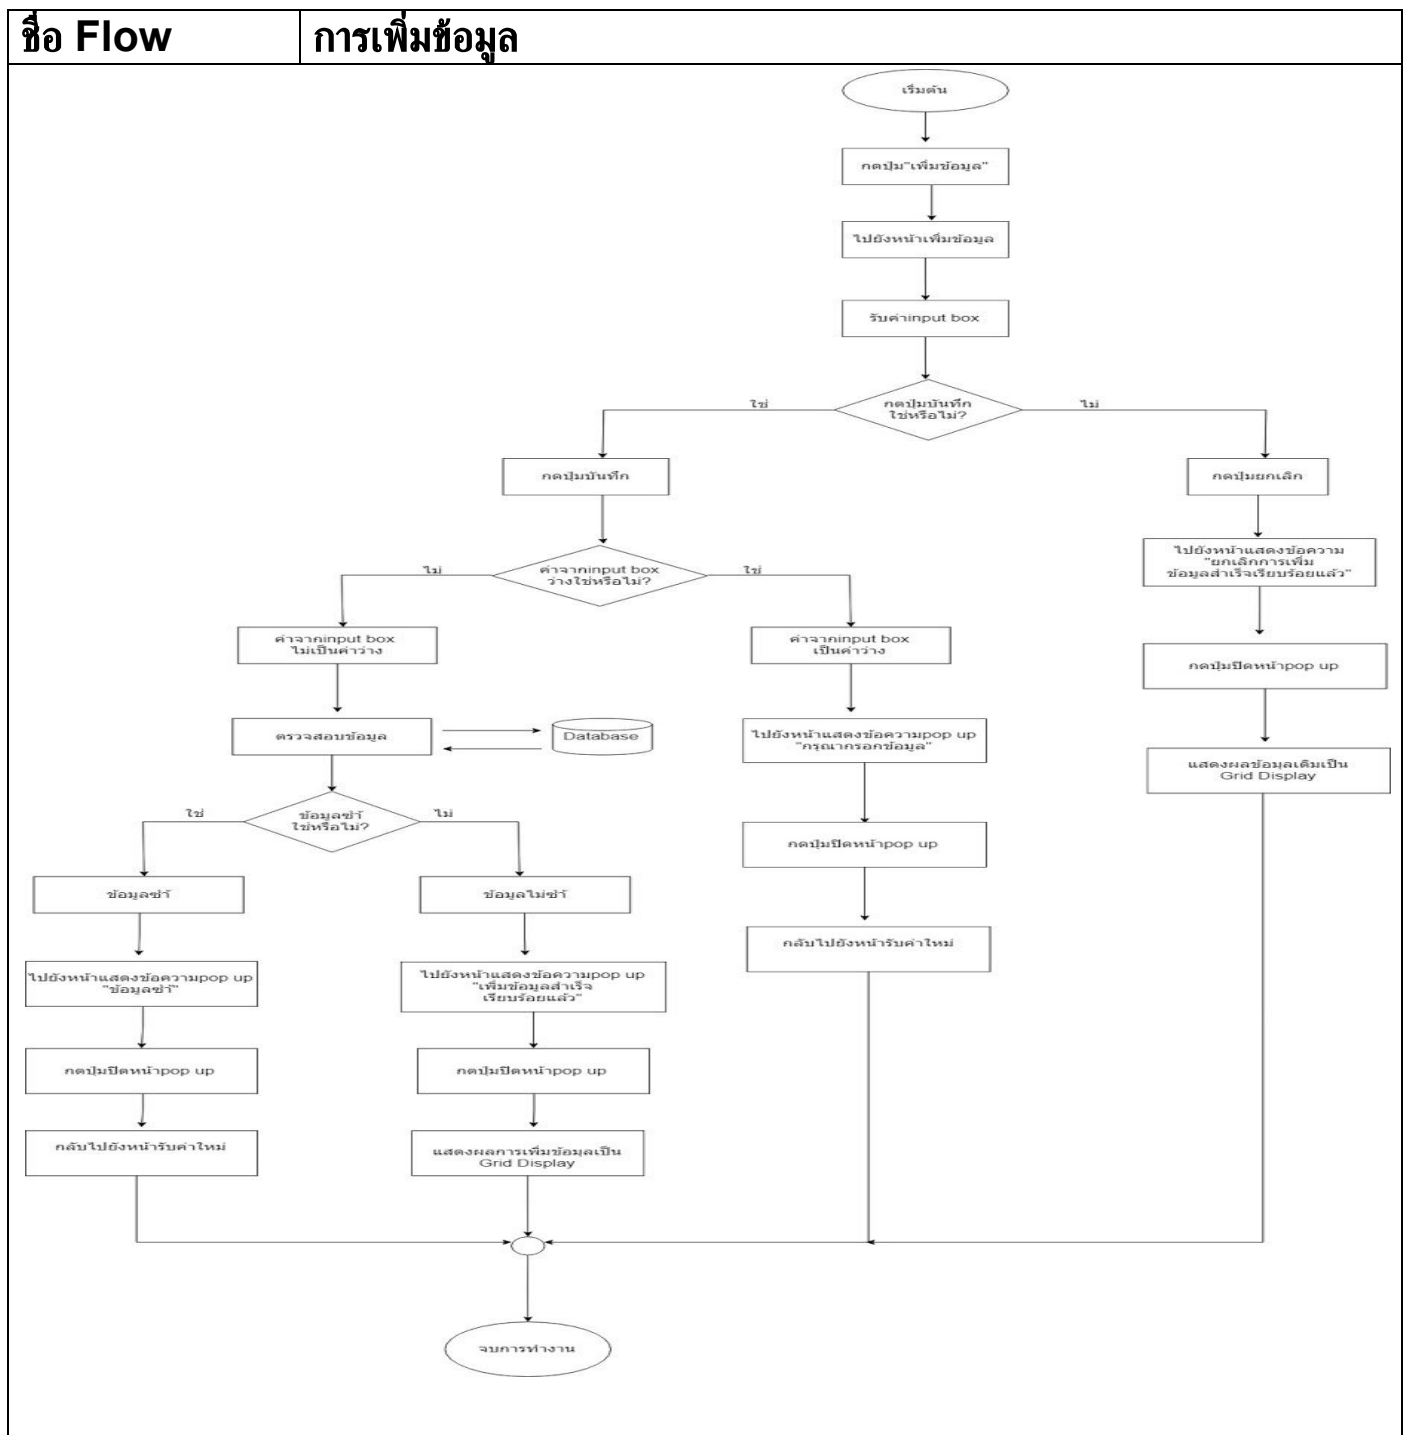 ชื่อ Flow
การเพิ่มข้อมูล
เริ่มต้น
กดปุ่ม"เพิ่มข้อมูล"
ไปยังหน้าเพิ่มข้อมูล
รับค่าinput box
กดปุ่มบันทึก
ใช่หรือไม่?
ใช่
ไม่
กดปุ่มบันทึก
กดปุ่มยกเลิก
ค่าจากinput box
ว่างใช่หรือไม่?
ไม่
ใช่
ไปยังหน้าแสดงข้อความ
"ยกเลิกการเพิ่ม
ข้อมูลสำเร็จเรียบร้อยแล้ว"
ค่าจากinput box
ไม่เป็นค่าว่าง
ค่าจากinput box
เป็นค่าว่าง
กดปุ่มปิดหน้าpop up
ตรวจสอบข้อมูล
Database
ไปยังหน้าแสดงข้อความpop up
"กรุณากรอกข้อมูล"
แสดงผลข้อมูลเดิมเป็น
Grid Display
ข้อมูลซ้ำ
ใช่หรือไม่?
ใช่
ไม่
กดปุ่มปิดหน้าpop up
ข้อมูลซ้ำ
ข้อมูลไม่ซ้ำ
กลับไปยังหน้ารับค่าใหม่
ไปยังหน้าแสดงข้อความpop up
"ข้อมูลซ้ำ"
ไปยังหน้าแสดงข้อความpop up
"เพิ่มข้อมูลสำเร็จ
เรียบร้อยแล้ว"
กดปุ่มปิดหน้าpop up
กดปุ่มปิดหน้าpop up
กลับไปยังหน้ารับค่าใหม่
แสดงผลการเพิ่มข้อมูลเป็น
Grid Display
จบการทำงาน